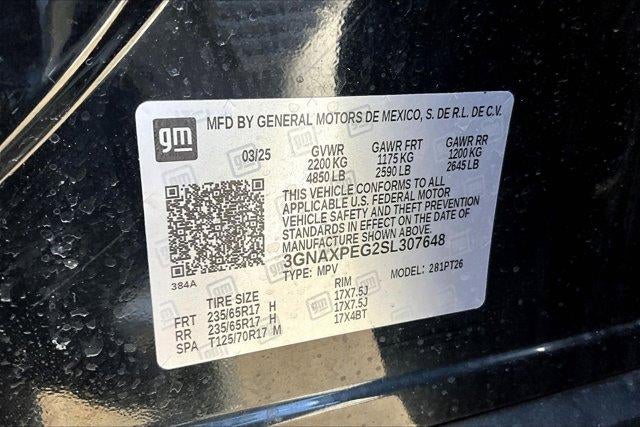 gm
MFD BY GENERAL MOTORS DE MEXICO, S. DE R.L. DE C.V.
03/25 GVWR GAWR FRT GAWR RR
2200 KG 1175 KG 1200 KG
4850 LB 2590 LB 2645 LB
THIS VEHICLE CONFORMS TO ALL
APPLICABLE U.S. FEDERAL MOTOR
VEHICLE SAFETY AND THEFT PREVENTION
STANDARDS IN EFFECT ON THE DATE OF
MANUFACTURE SHOWN ABOVE.
3GNAXPEG2SL307648
384A TYPE: MPV MODEL: 281PT26
TIRE SIZE RIM
FRT 235/65R17 H 17X7.5J
RR 235/65R17 H 17X7.5J
SPA T125/70R17 M 17X4BT